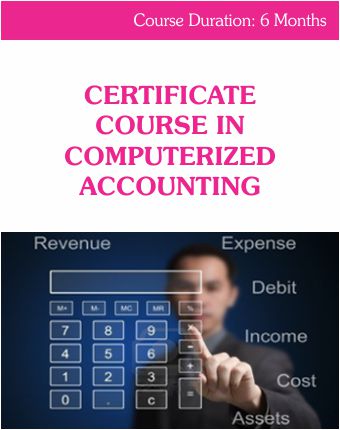 Course Duration: 6 Months
CERTIFICATE
COURSE IN
COMPUTERIZED
ACCOUNTING
Revenue
Expense
Debit
Income
Cost
Assets
M+ M- MC MR %
7 8 9 ×
4 5 6 -
1 2 3 +
0 . c =